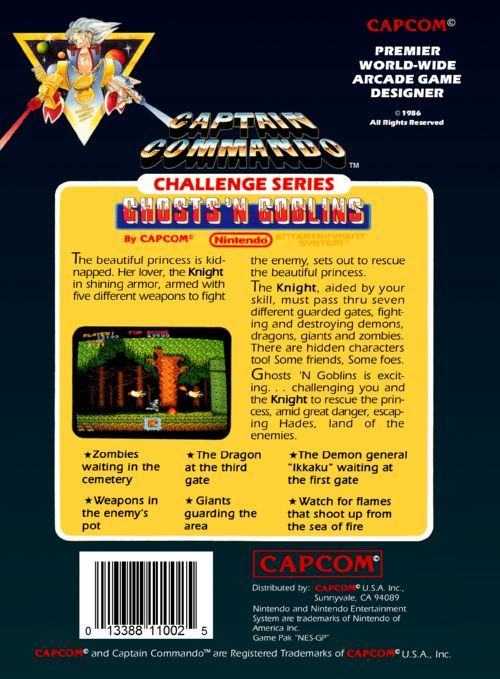 CAPCOM©
PREMIER
WORLD-WIDE
ARCADE GAME
DESIGNER
© 1986
All Rights Reserved
CAPTAIN
COMMANDO™
CHALLENGE SERIES
GHOSTS'N GOBLINS
By CAPCOM© Nintendo ENTERTAINMENT
SYSTEM
The beautiful princess is kid-
napped. Her lover, the Knight
in shining armor, armed with
five different weapons to fight
the enemy, sets out to rescue
the beautiful princess.
The Knight, aided by your
skill, must pass thru seven
different guarded gates, fight-
ing and destroying demons,
dragons, giants and zombies.
There are hidden characters
too! Some friends, Some foes.
Ghosts 'N Goblins is excit-
ing. . . challenging you and
the Knight to rescue the prin-
cess, amid great danger, escap-
ing Hades, land of the
enemies.
PLAYER1 TOP SCORE
★Zombies
waiting in the
cemetery
★The Dragon
at the third
gate
★The Demon general
"Ikkaku" waiting at
the first gate
★Weapons in
the enemy's
pot
★Giants
guarding the
area
★Watch for flames
that shoot up from
the sea of fire
0 13388 11002 5
CAPCOM©
Distributed by: CAPCOM© U.S.A. Inc.,
Sunnyvale, CA 94089
Nintendo and Nintendo Entertainment
System are trademarks of Nintendo of
America Inc.
Game Pak "NES-GP"
CAPCOM© and Captain Commando™ are Registered Trademarks of CAPCOM© U.S.A., Inc.